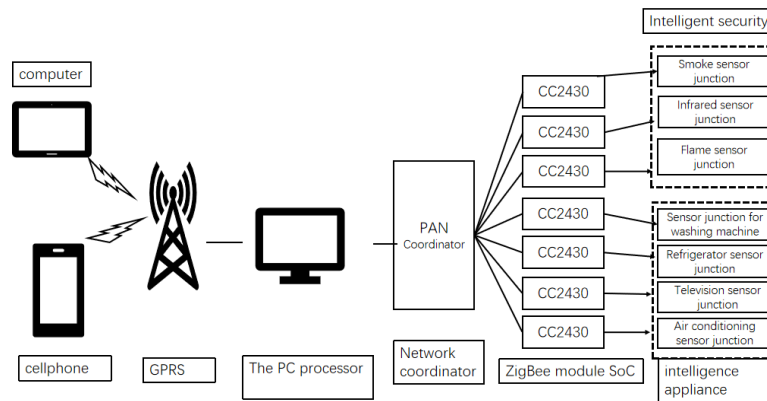 Intelligent security
computer
Smoke sensor
junction
CC2430
Infrared sensor
junction
CC2430
Flame sensor
junction
CC2430
PAN
Coordinator
CC2430
Sensor junction for
washing machine
CC2430
Refrigerator sensor
junction
CC2430
Television sensor
junction
CC2430
Air conditioning
sensor junction
cellphone
GPRS
The PC processor
Network
coordinator
ZigBee module SoC
intelligence
appliance